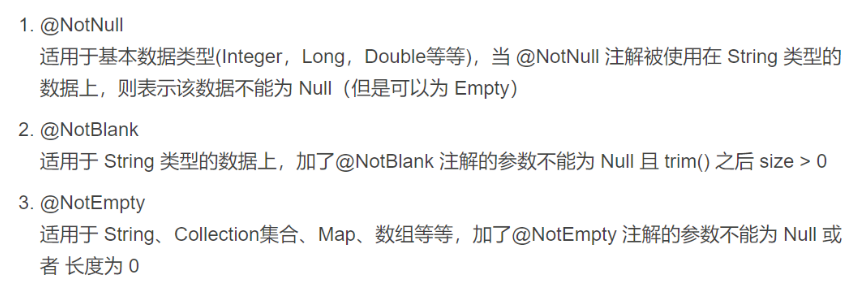 1. @NotNull
适用于基本数据类型(Integer，Long，Double等等)，当 @NotNull 注解被使用在 String 类型的
数据上，则表示该数据不能为 Null（但是可以为 Empty）
2. @NotBlank
适用于 String 类型的数据上，加了@NotBlank 注解的参数不能为 Null 且 trim() 之后 size > 0
3. @NotEmpty
适用于 String、Collection集合、Map、数组等等，加了@NotEmpty 注解的参数不能为 Null 或
者 长度为 0